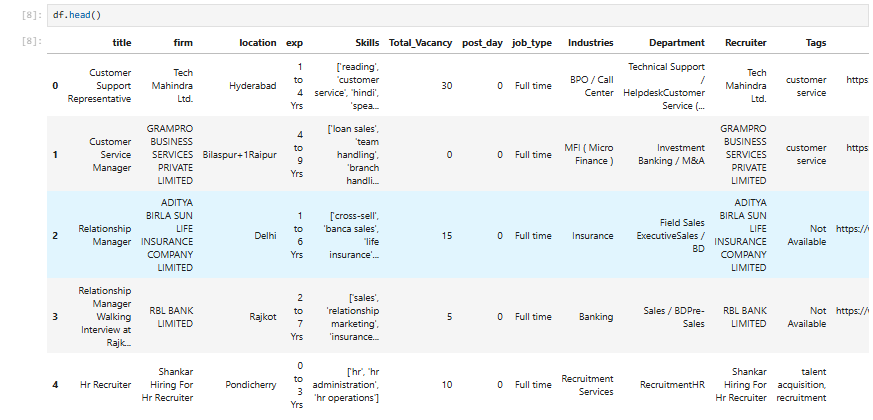 [8]: df.head()
[8]: title firm location exp Skills Total_Vacancy post_day job_type Industries Department Recruiter Tags
0 Customer Support Representative Tech Mahindra Ltd. Hyderabad 1 to 4 Yrs ['reading', 'customer service', 'hindi', 'spea... 30 0 Full time BPO / Call Center Technical Support / HelpdeskCustomer Service (... Tech Mahindra Ltd. customer service https:
1 Customer Service Manager GRAMPRO BUSINESS SERVICES PRIVATE LIMITED Bilaspur+1Raipur 4 to 9 Yrs ['loan sales', 'team handling', 'branch handli... 0 0 Full time MFI ( Micro Finance ) Investment Banking / M&A GRAMPRO BUSINESS SERVICES PRIVATE LIMITED customer service https:
2 Relationship Manager ADITYA BIRLA SUN LIFE INSURANCE COMPANY LIMITED Delhi 1 to 6 Yrs ['cross-sell', 'banca sales', 'life insurance'... 15 0 Full time Insurance Field Sales ExecutiveSales / BD ADITYA BIRLA SUN LIFE INSURANCE COMPANY LIMITED Not Available https://
3 Relationship Manager Walking Interview at Rajk... RBL BANK LIMITED Rajkot 2 to 7 Yrs ['sales', 'relationship marketing', 'insurance... 5 0 Full time Banking Sales / BDPre-Sales RBL BANK LIMITED Not Available https://
4 Hr Recruiter Shankar Hiring For Hr Recruiter Pondicherry 0 to 3 Yrs ['hr', 'hr administration', 'hr operations'] 10 0 Full time Recruitment Services RecruitmentHR Shankar Hiring For Hr Recruiter talent acquisition, recruitment